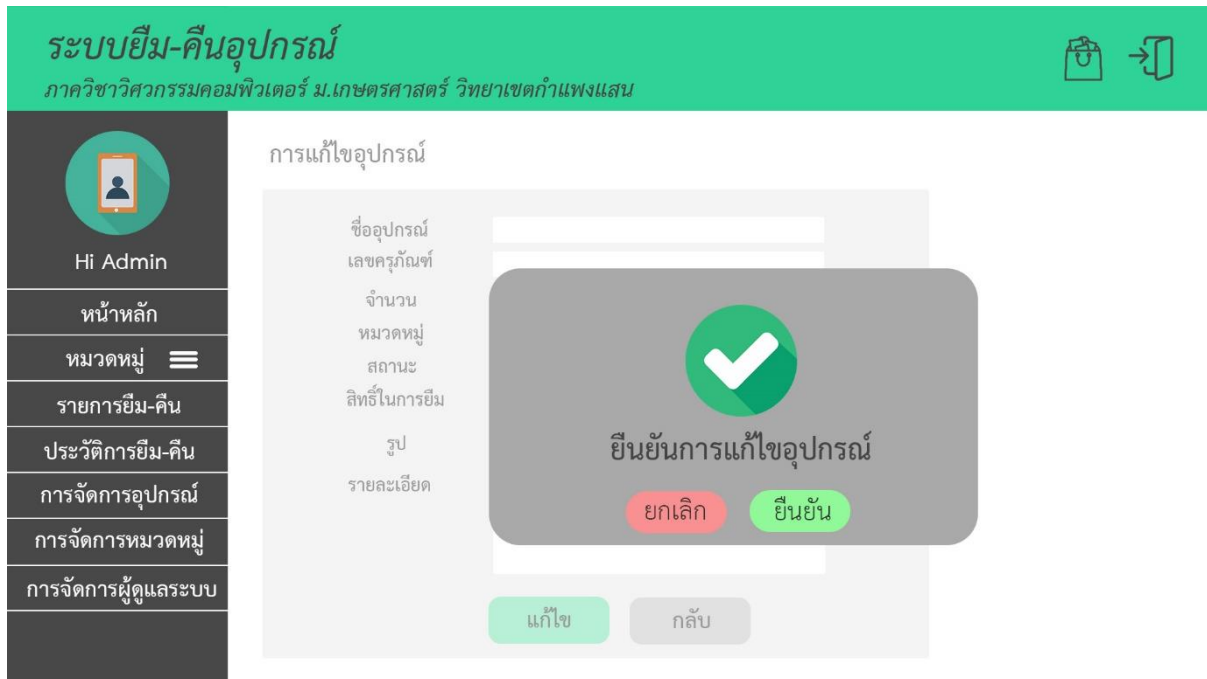 ระบบยืม-คืนอุปกรณ์
ภาควิชาวิศวกรรมคอมพิวเตอร์ ม.เกษตรศาสตร์ วิทยาเขตกำแพงแสน
Hi Admin
หน้าหลัก
หมวดหมู่
รายการยืม-คืน
ประวัติการยืม-คืน
การจัดการอุปกรณ์
การจัดการหมวดหมู่
การจัดการผู้ดูแลระบบ
การแก้ไขอุปกรณ์
ชื่ออุปกรณ์
เลขครุภัณฑ์
จำนวน
หมวดหมู่
สถานะ
สิทธิ์ในการยืม
รูป
รายละเอียด
ยืนยันการแก้ไขอุปกรณ์
ยกเลิก ยืนยัน
แก้ไข กลับ